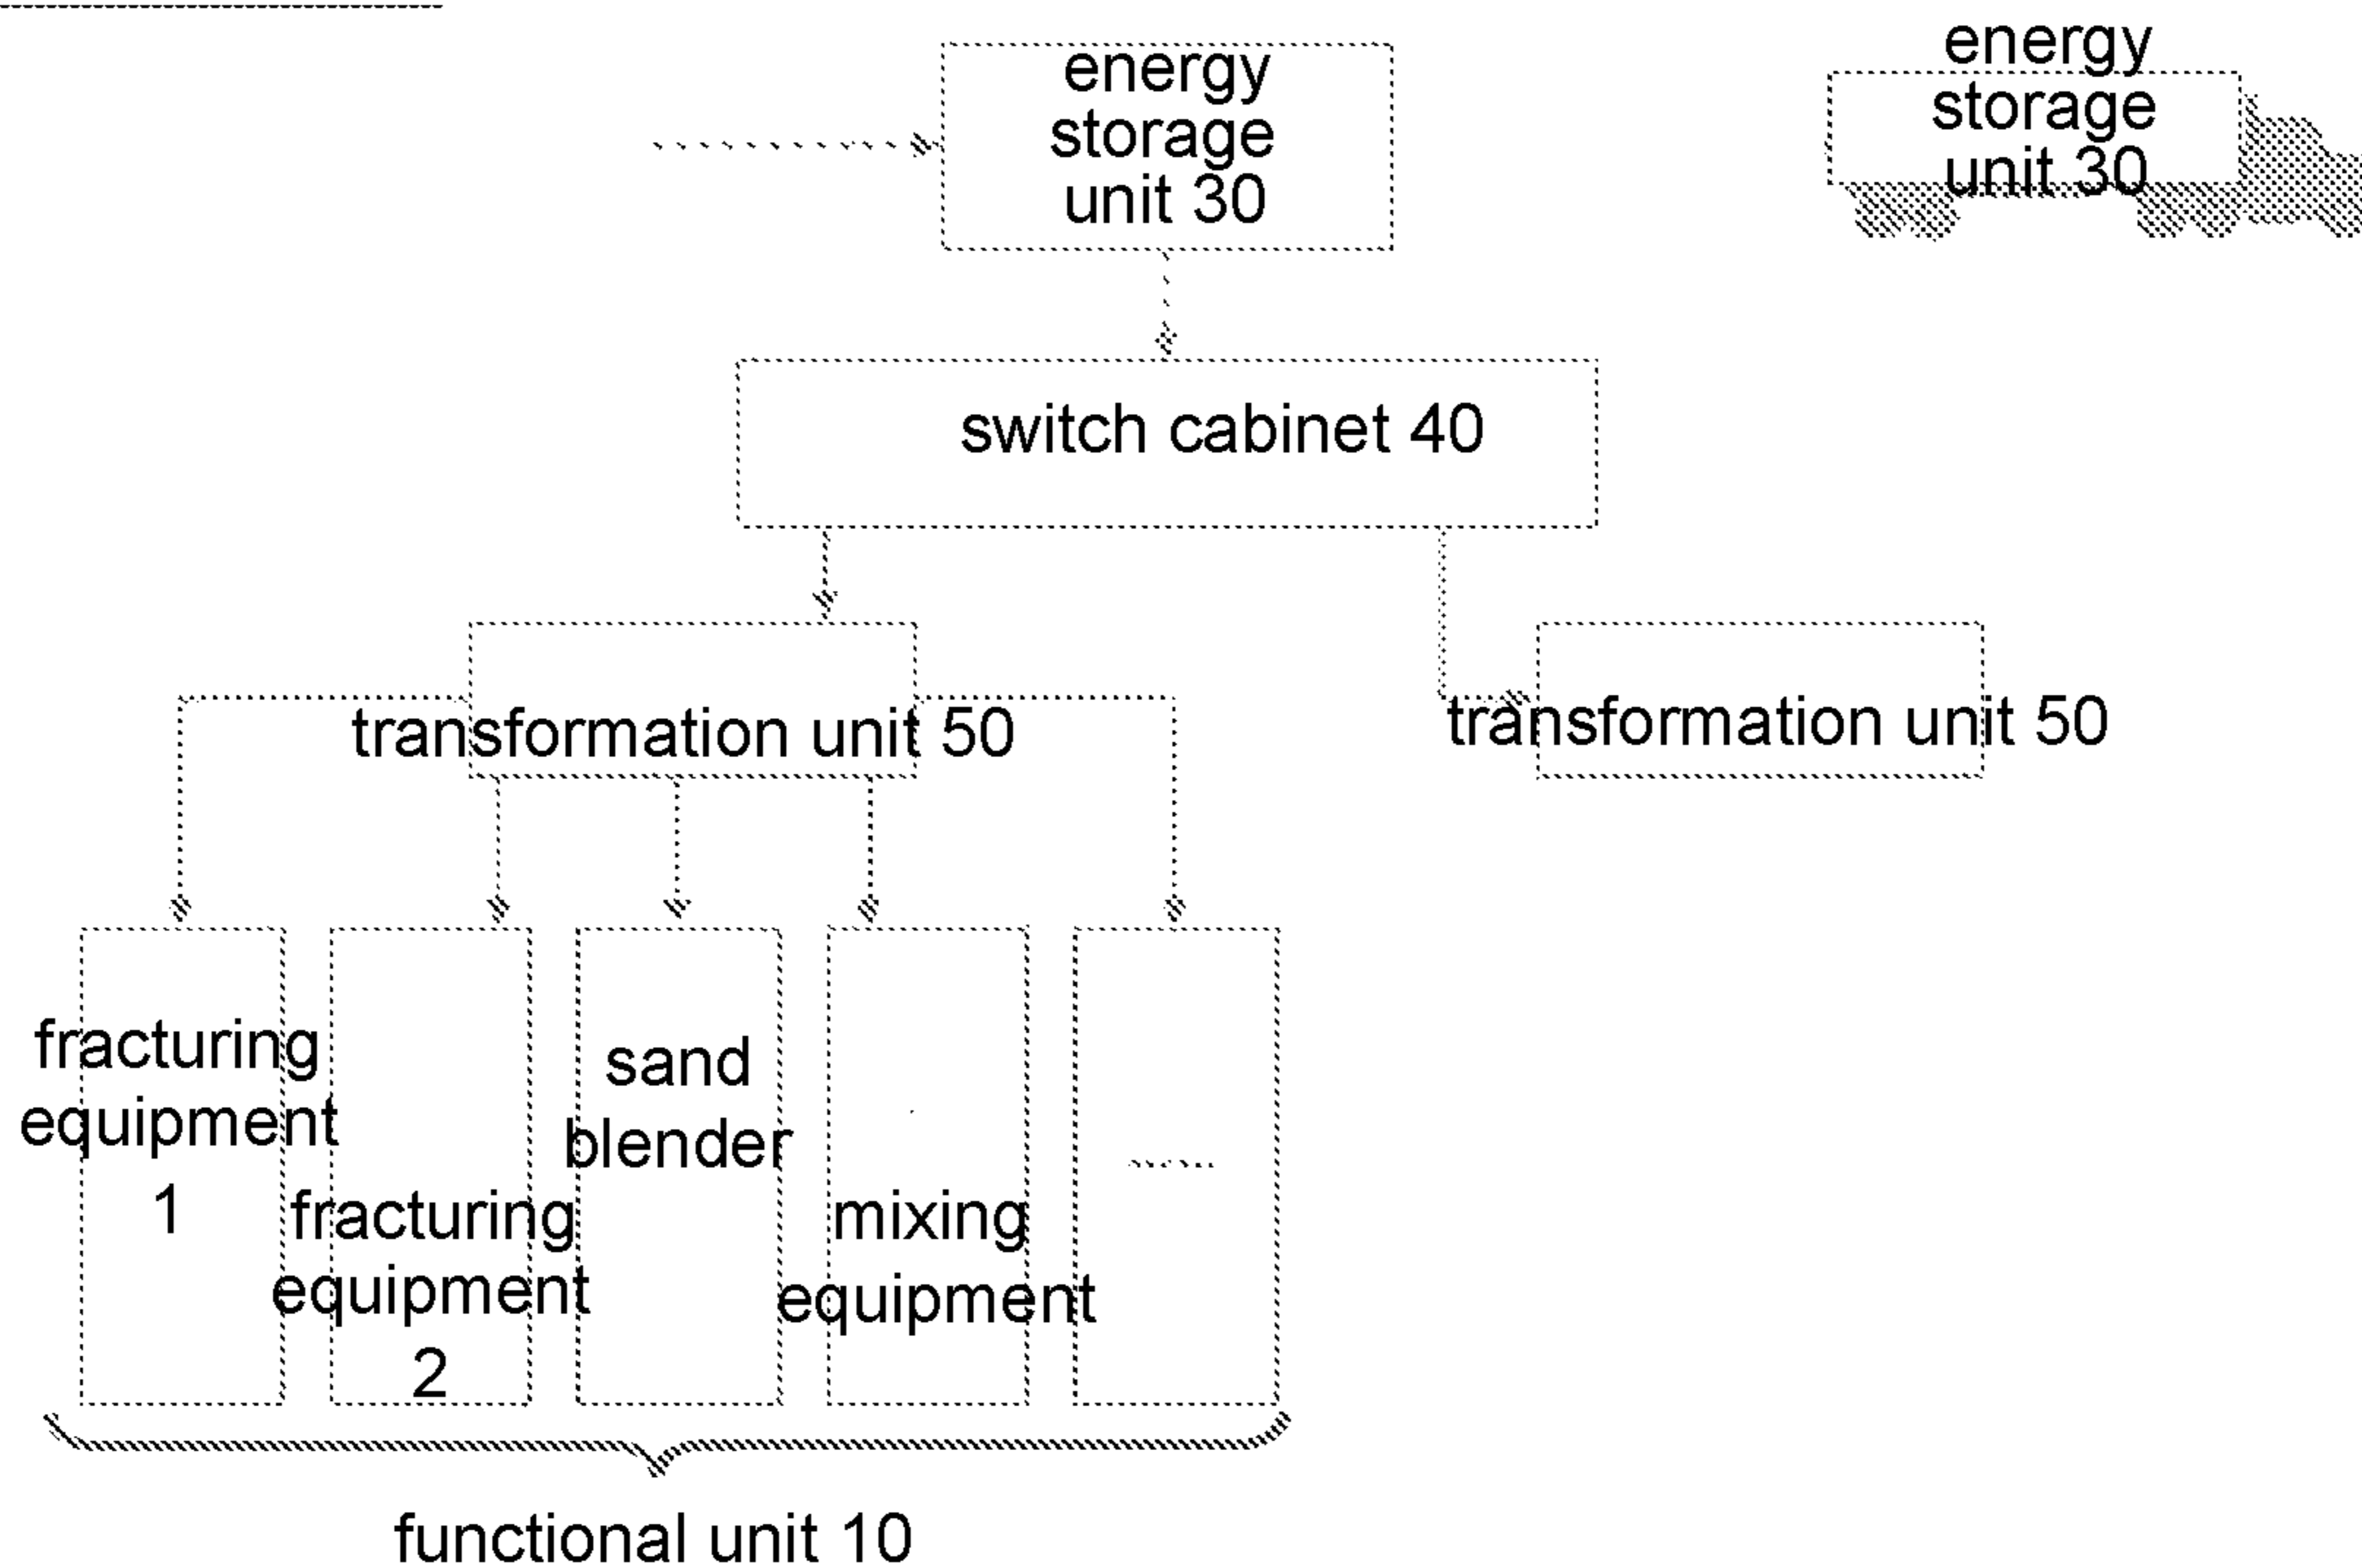 energy
storage
unit 30
energy
storage
unit 30
switch cabinet 40
transformation unit 50
transformation unit 50
fracturing
equipment
1
fracturing
equipment
2
sand
blender
mixing
equipment
......
functional unit 10